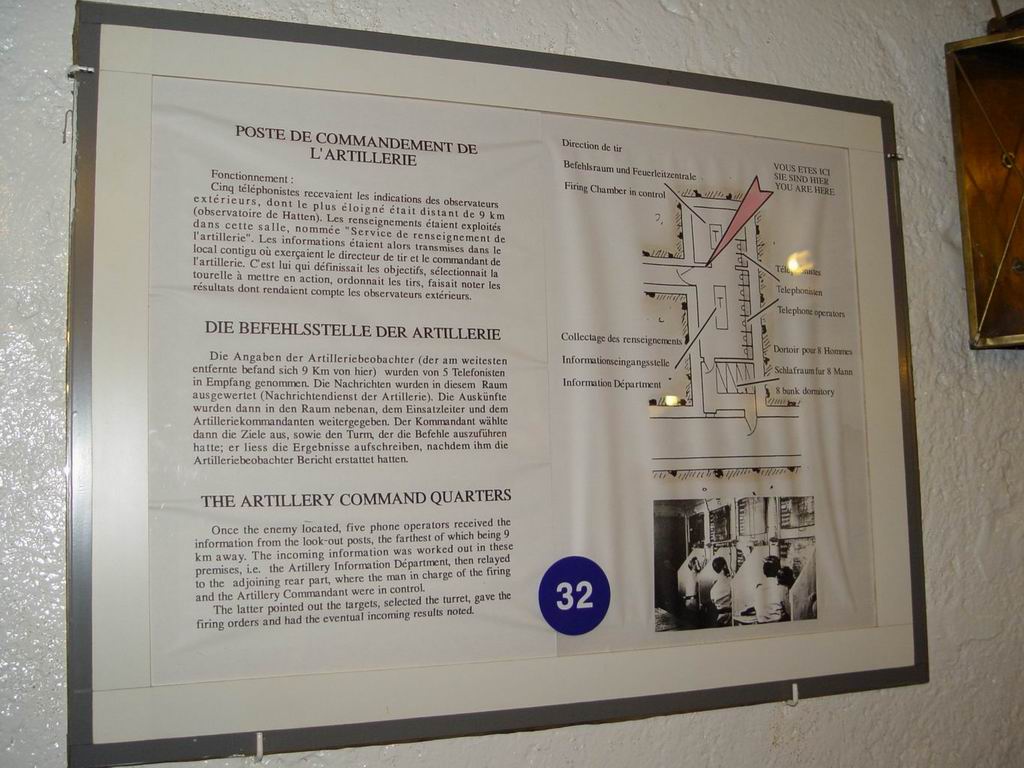 POSTE DE COMMANDEMENT DE
L'ARTILLERIE
Fonctionnement :
Cinq téléphonistes recevaient les indications des observateurs
extérieurs, dont le plus éloigné était distant de 9 km
(observatoire de Hatten). Les renseignements étaient exploités
dans cette salle, nommée "Service de renseignement de
l'artillerie". Les informations étaient alors transmises dans le
local contigu où exerçaient le directeur de tir et le commandant de
l'artillerie. C'est lui qui définissait les objectifs, sélectionnait la
tourelle à mettre en action, ordonnait les tirs, faisait noter les
résultats dont rendaient compte les observateurs extérieurs.
DIE BEFEHLSSTELLE DER ARTILLERIE
Die Angaben der Artilleriebeobachter (der am weitesten
entfernte befand sich 9 Km von hier) wurden von 5 Telefonisten
in Empfang genommen. Die Nachrichten wurden in diesem Raum
ausgewertet (Nachrichtendienst der Artillerie). Die Auskünfte
wurden dann in den Raum nebenan, dem Einsatzleiter und dem
Artilleriekommandanten weitergegeben. Der Kommandant wählte
dann die Ziele aus, sowie den Turm, der die Befehle auszuführen
hatte; er liess die Ergebnisse aufschreiben, nachdem ihm die
Artilleriebeobachter Bericht erstattet hatten.
THE ARTILLERY COMMAND QUARTERS
Once the enemy located, five phone operators received the
information from the look-out posts, the farthest of which being 9
km away. The incoming information was worked out in these
premises, i.e. the Artillery Information Départment, then relayed
to the adjoining rear part, where the man in charge of the firing
and the Artillery Commandant were in control.
The latter pointed out the targets, selected the turret, gave the
firing orders and had the eventual incoming results noted.
Direction de tir
Befehlsraum und Feuerleitzentrale
Firing Chamber in control
VOUS ETES ICI
SIE SIND HIER
YOU ARE HERE
Téléphonistes
Telephonisten
Telephone operators
Collectage des renseignements
Informationseingangsstelle
Information Départment
Dortoir pour 8 Hommes
Schlafraum fur 8 Mann
8 bunk dormitory
32